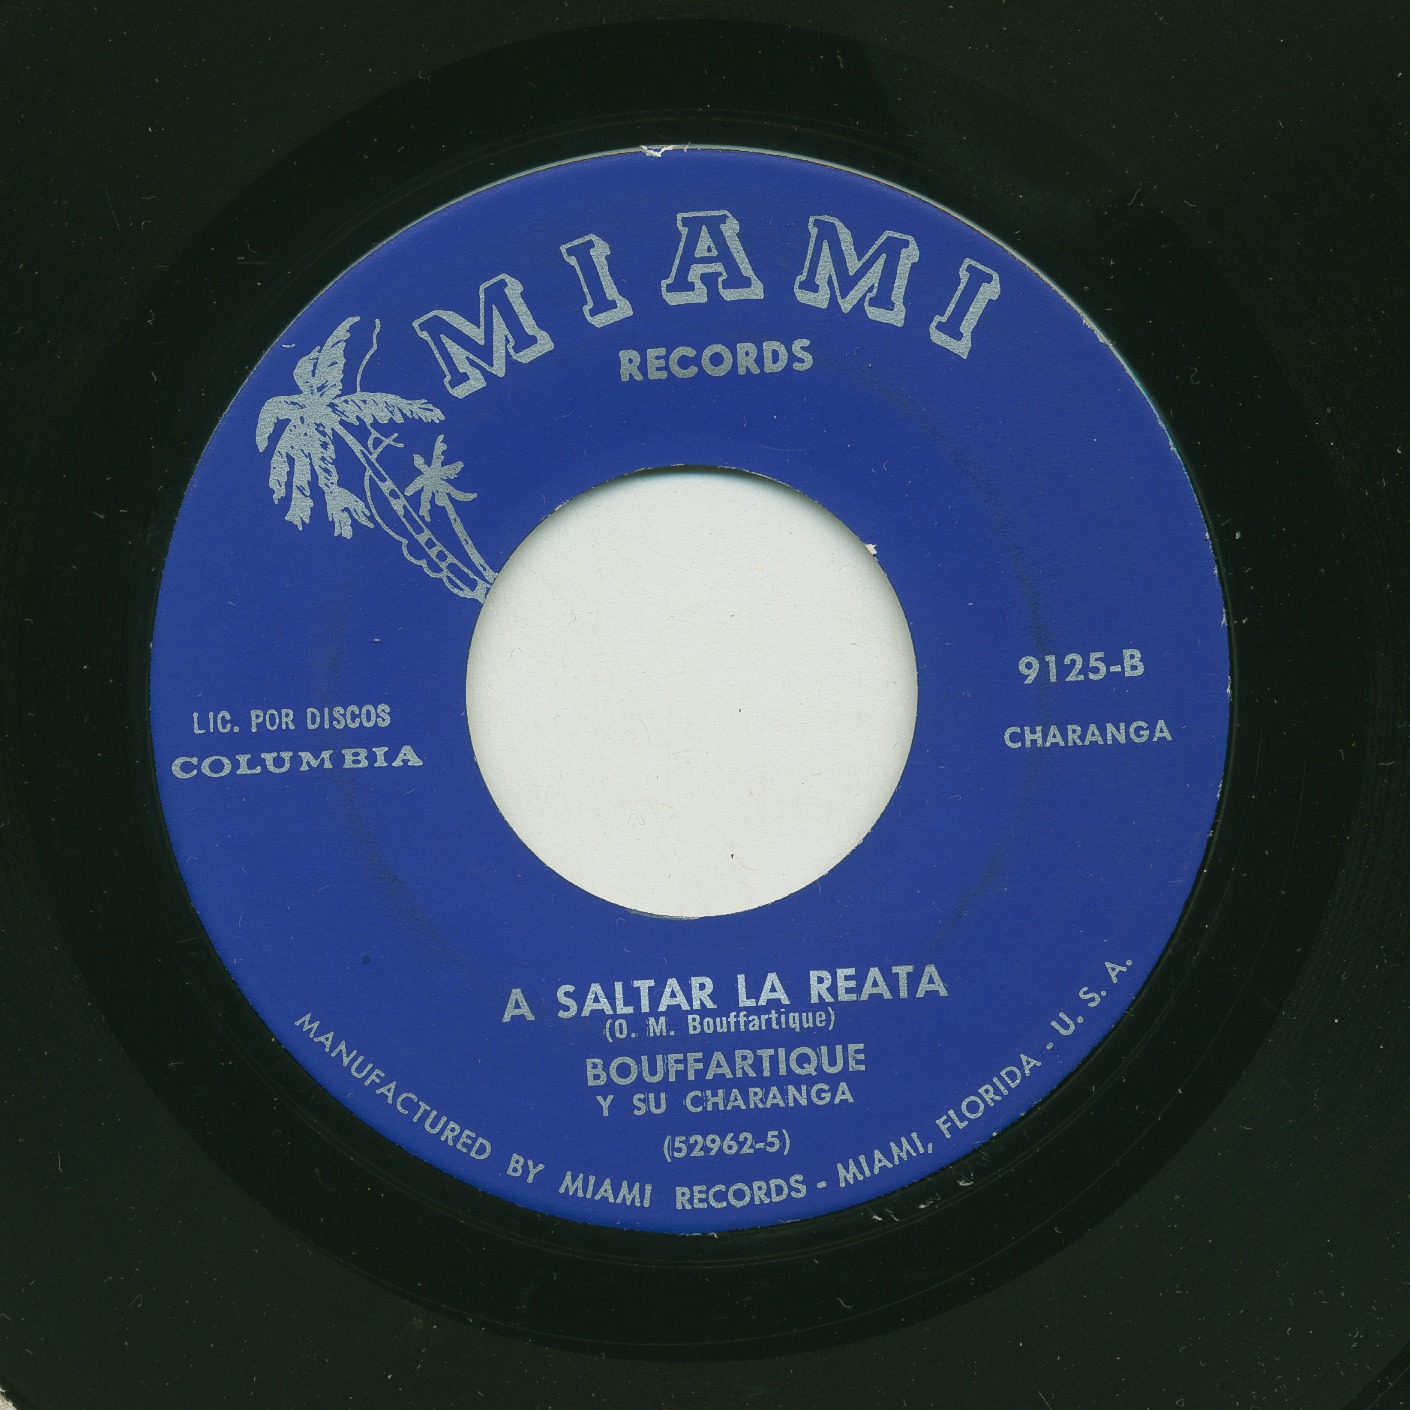 MIAMI
RECORDS
9125-B
CHARANGA
LIC. POR DISCOS
COLUMBIA
A SALTAR LA REATA
(O. M. Bouffartique)
BOUFFARTIQUE
Y SU CHARANGA
(52962-5)
MANUFACTURED BY MIAMI RECORDS - MIAMI, FLORIDA - U. S. A.